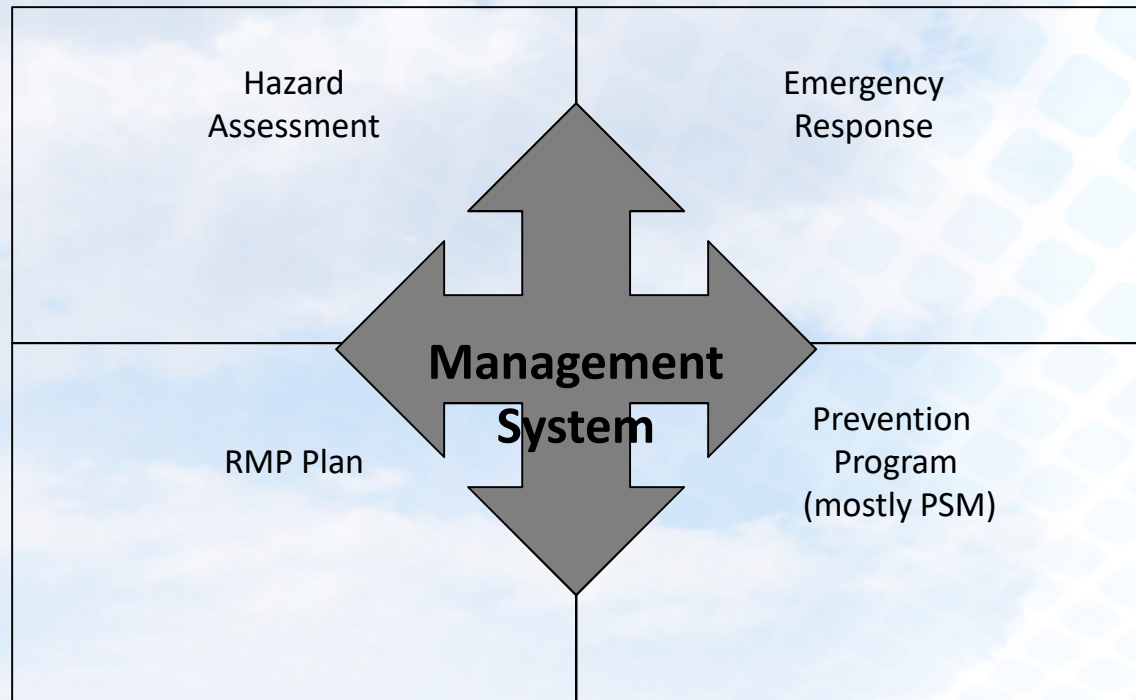 Hazard
Assessment
Emergency
Response
Management
System
RMP Plan
Prevention
Program
(mostly PSM)